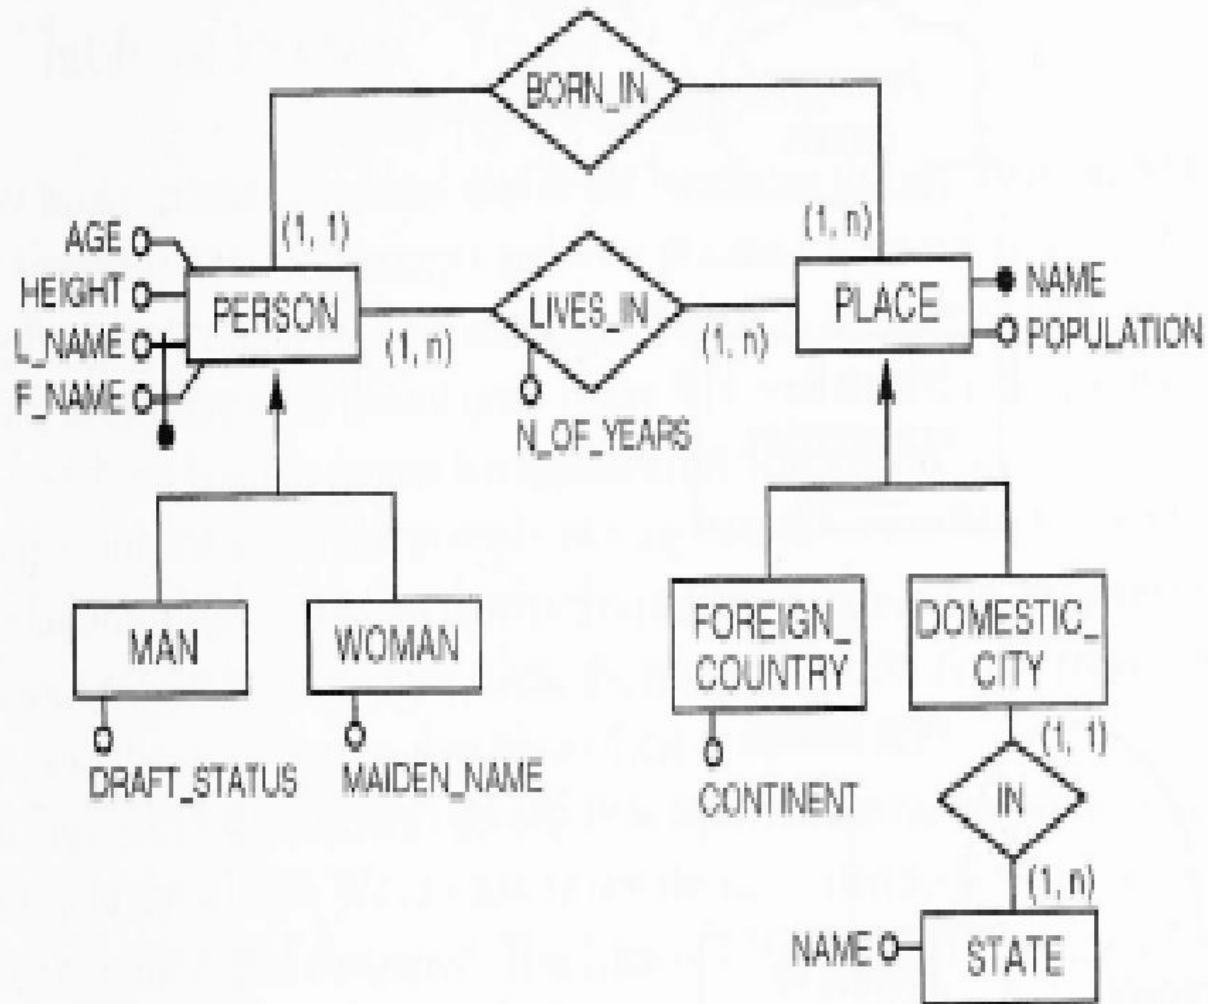 BORN_IN
(1, 1)
(1, n)
AGE
HEIGHT
L_NAME
F_NAME
PERSON
(1, n)
LIVES_IN
(1, n)
PLACE
NAME
POPULATION
N_OF_YEARS
MAN
WOMAN
FOREIGN_
COUNTRY
DOMESTIC_
CITY
DRAFT_STATUS
MAIDEN_NAME
CONTINENT
(1, 1)
IN
(1, n)
NAME
STATE